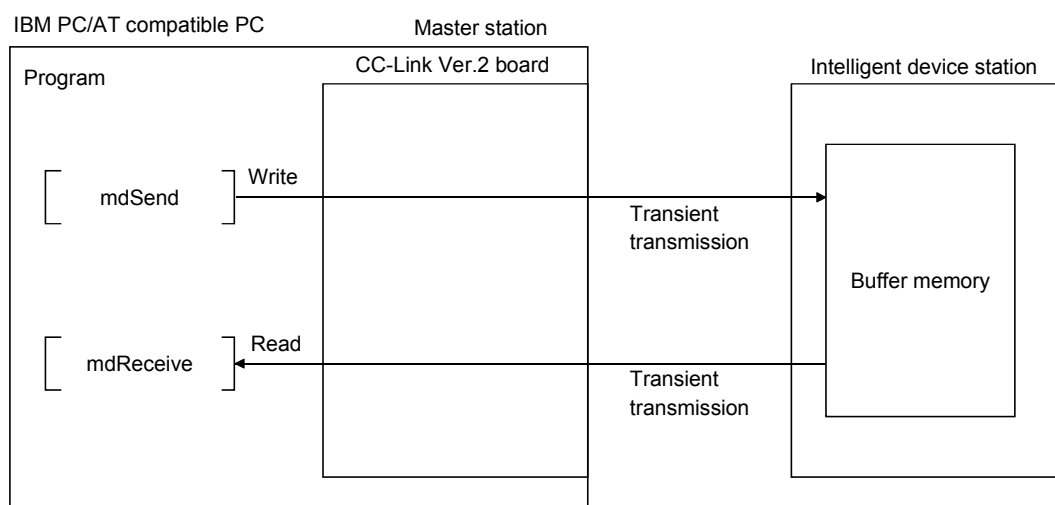 IBM PC/AT compatible PC
Master station
Program
CC-Link Ver.2 board
Intelligent device station
mdSend
Write
Transient
transmission
Buffer memory
mdReceive
Read
Transient
transmission